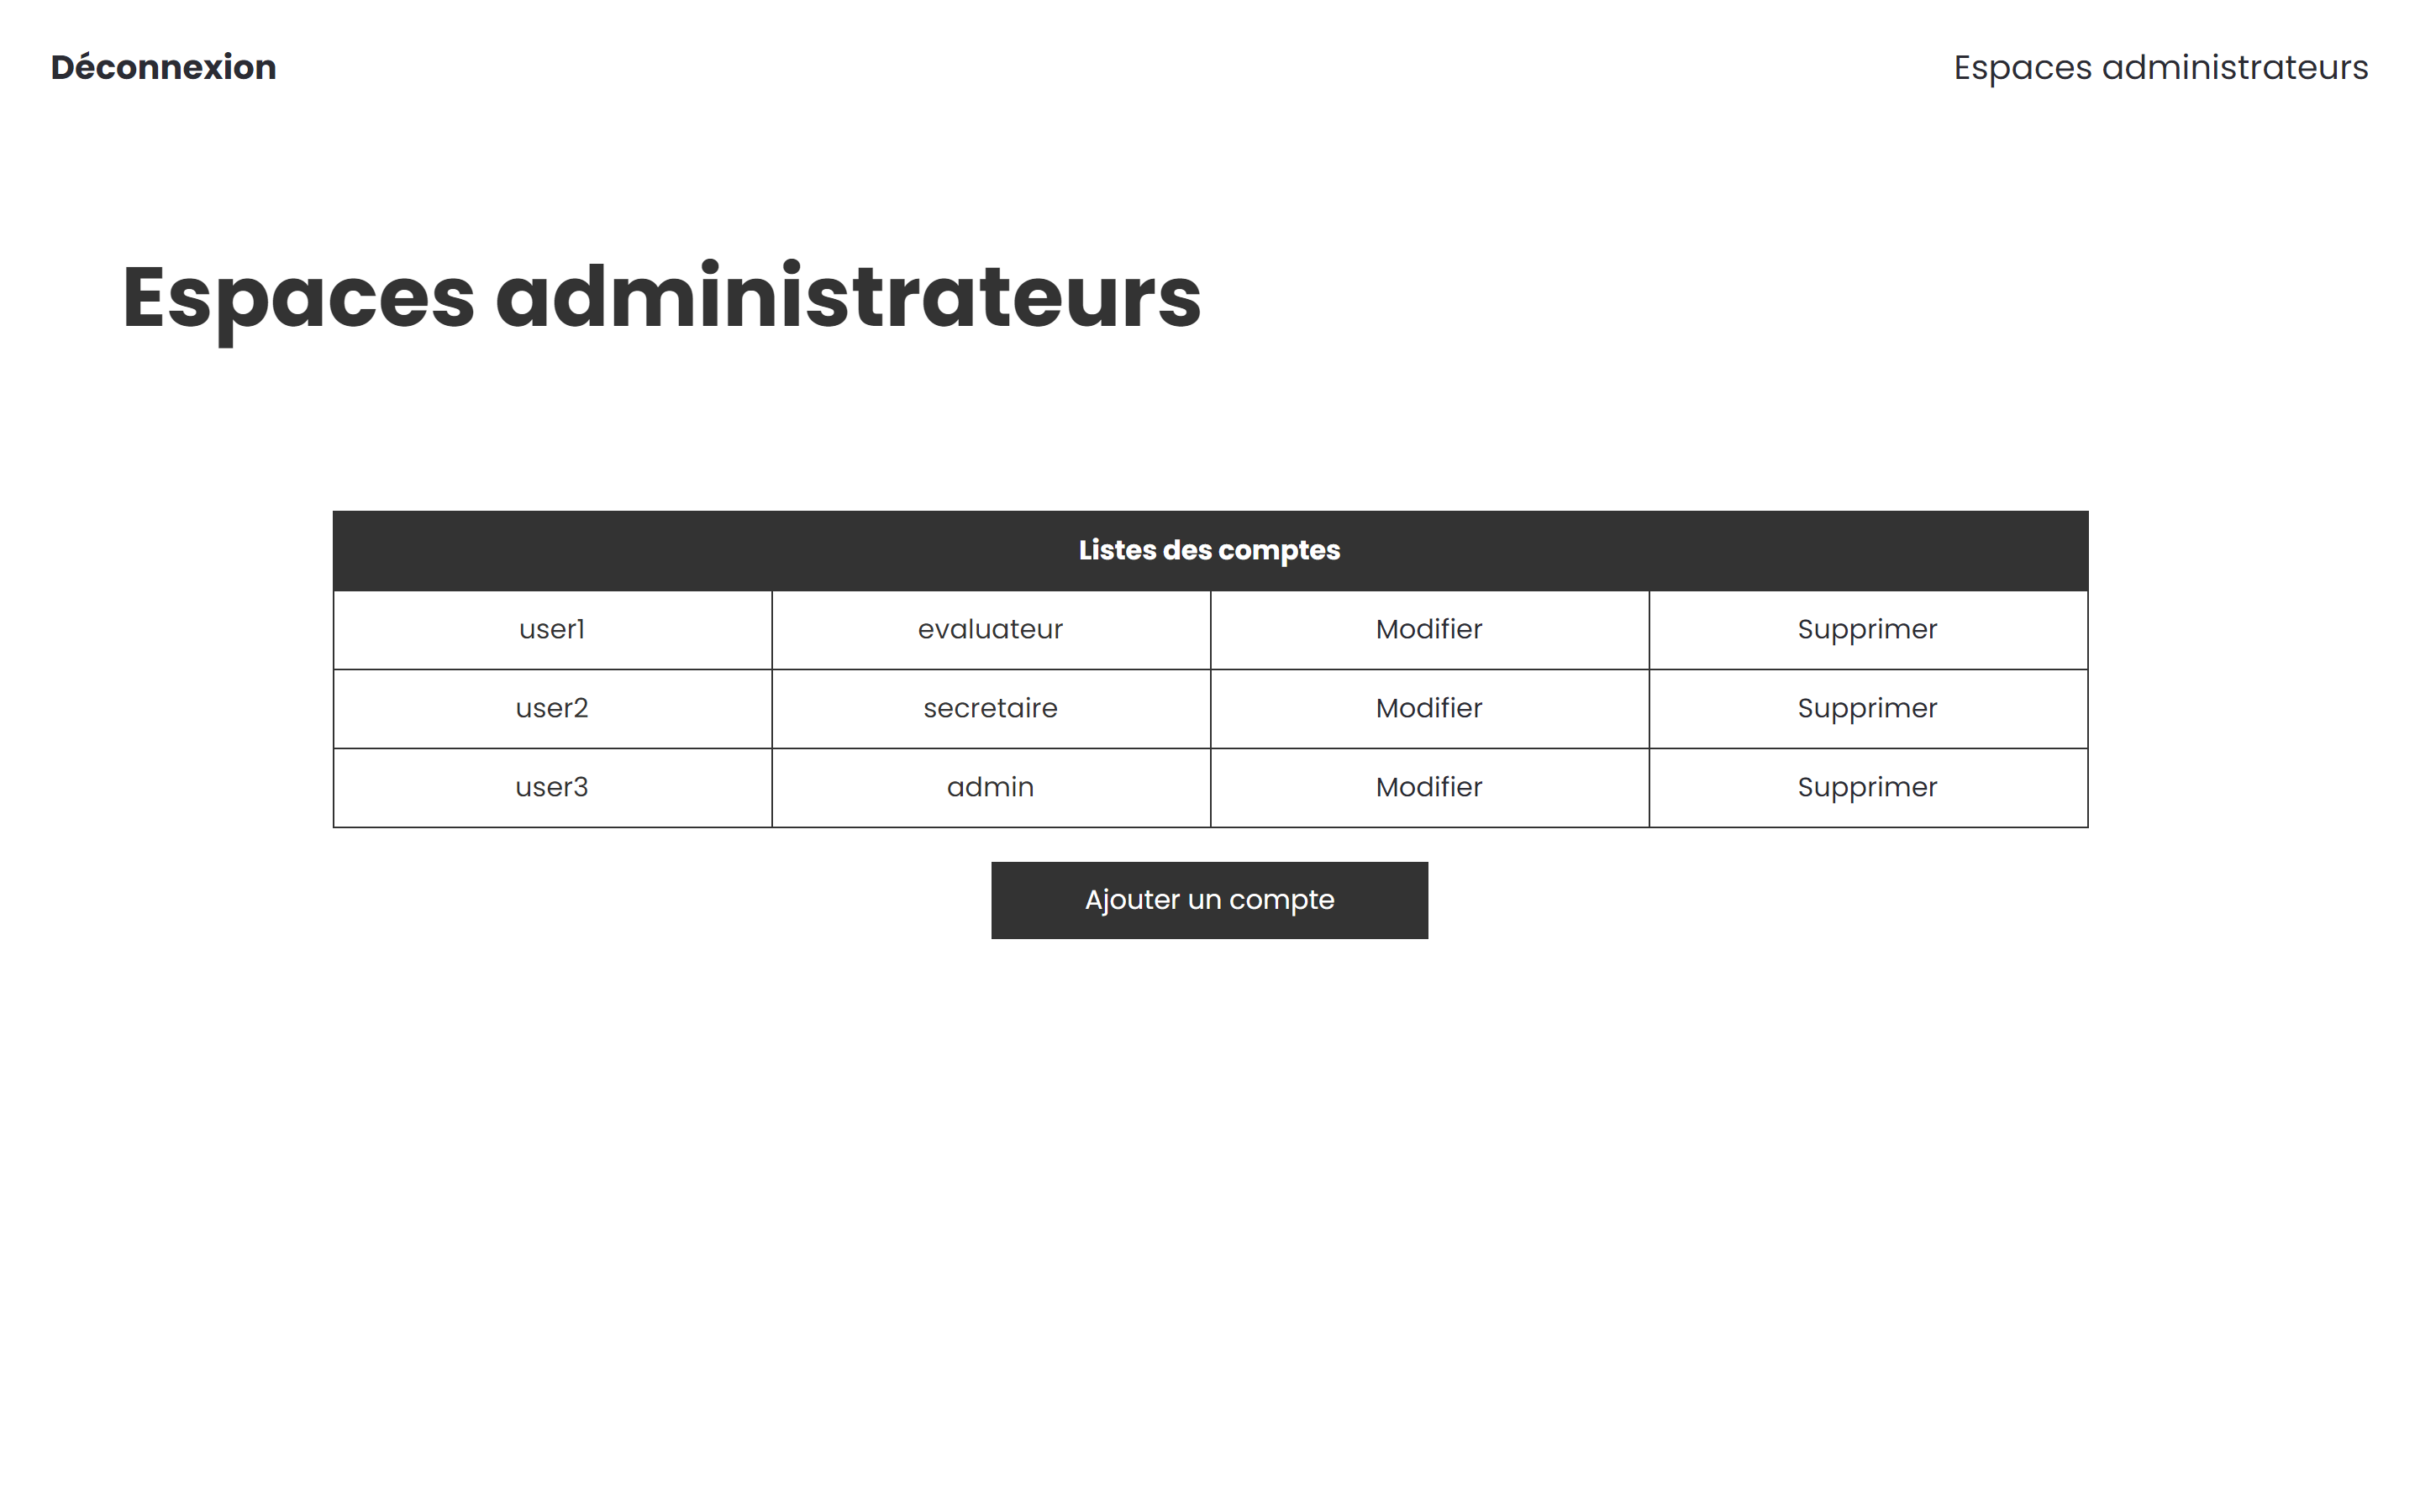 Déconnexion Espaces administrateurs
Espaces administrateurs
Listes des comptes
user1 evaluateur Modifier Supprimer
user2 secretaire Modifier Supprimer
user3 admin Modifier Supprimer
Ajouter un compte